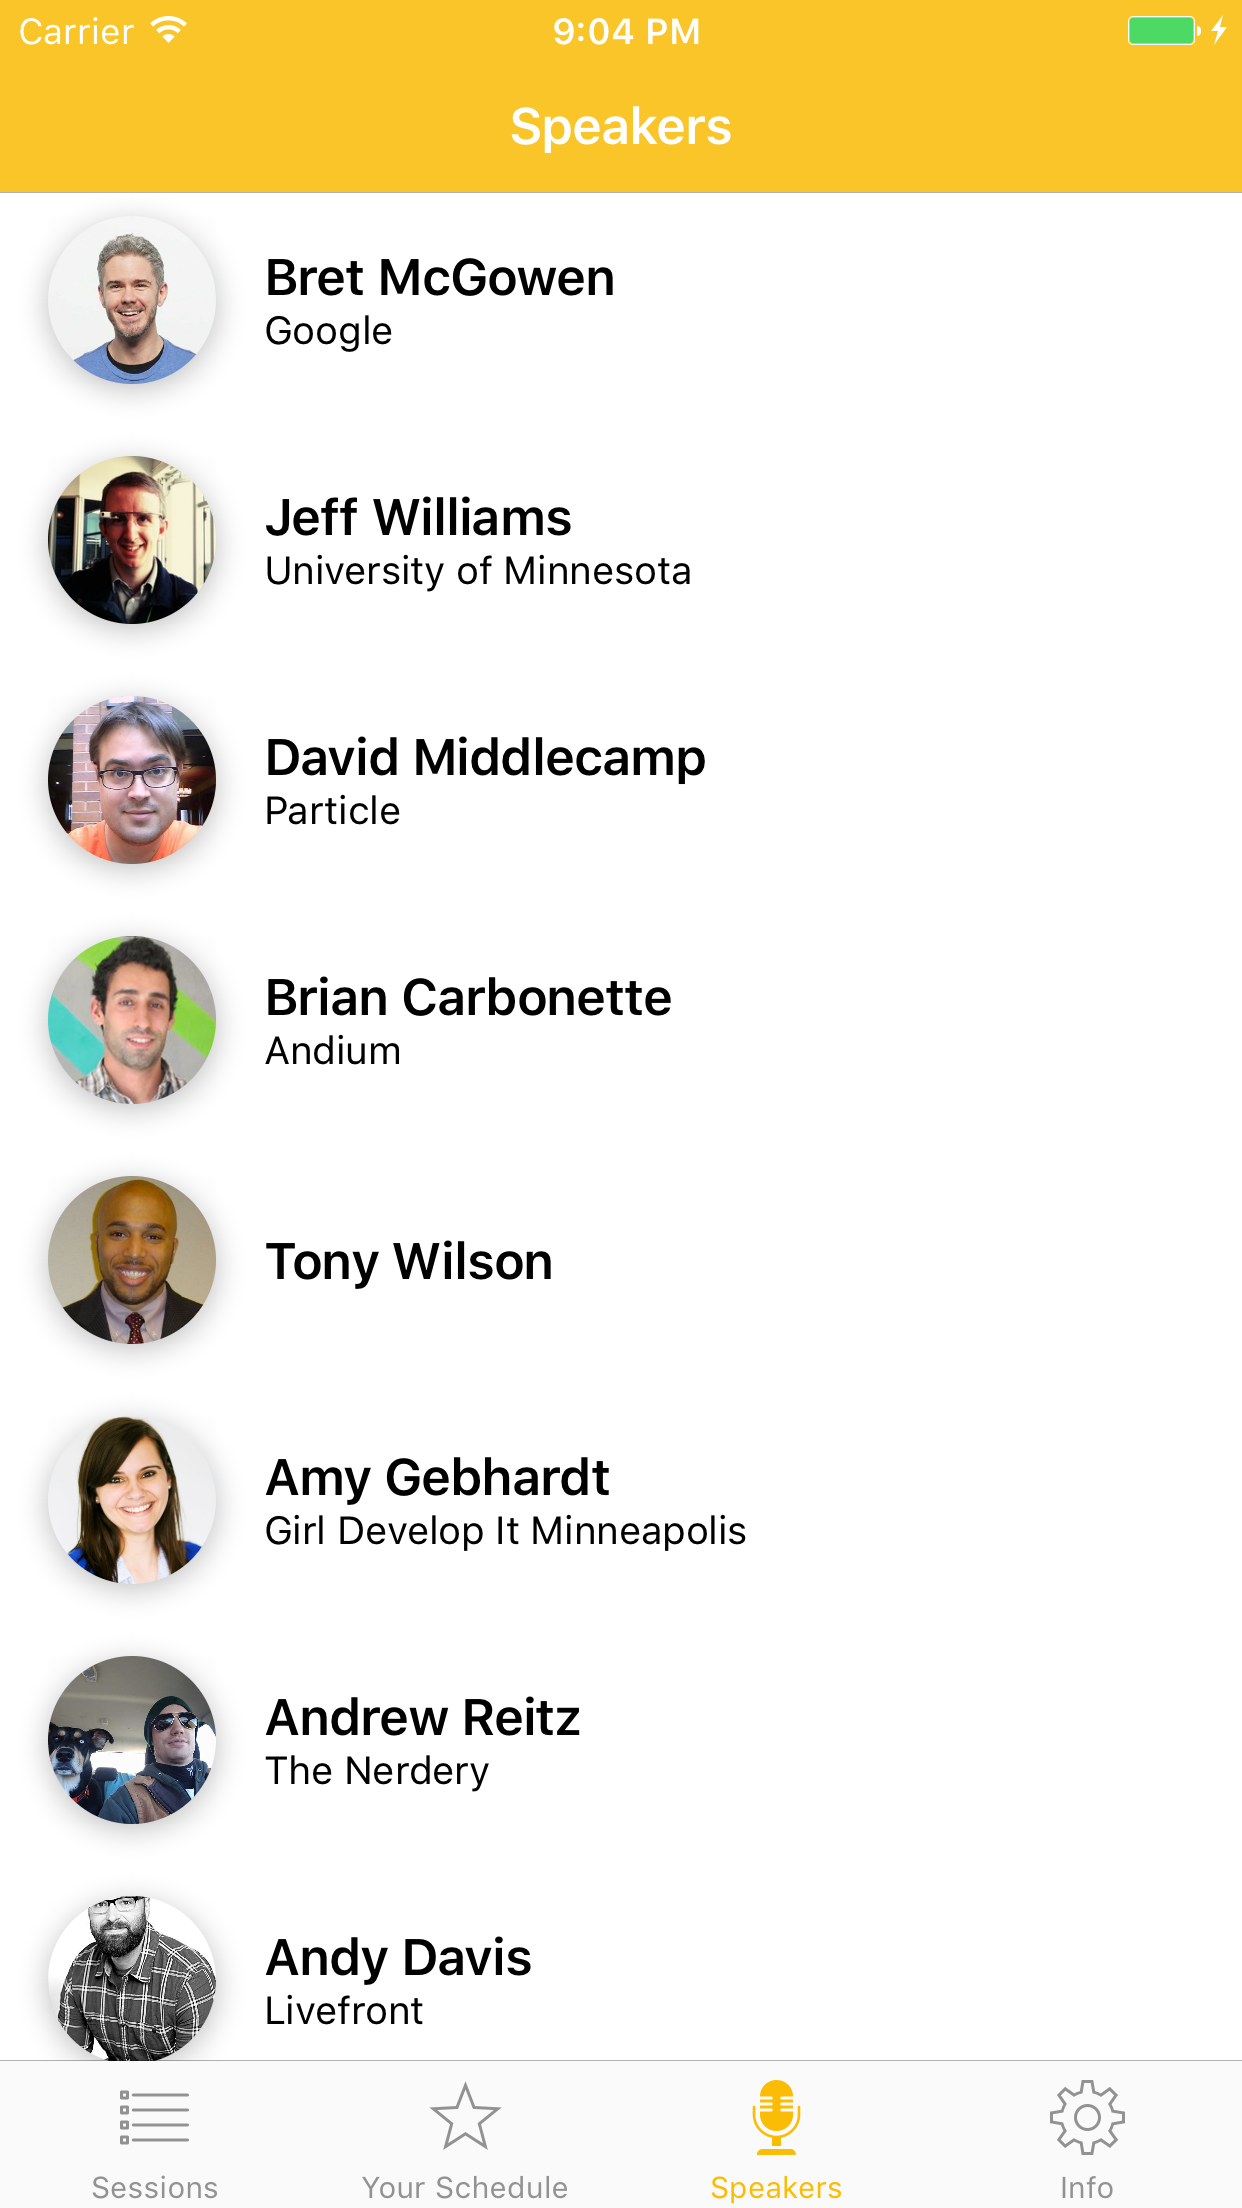 Carrier 9:04 PM
Speakers
Bret McGowen
Google
Jeff Williams
University of Minnesota
David Middlecamp
Particle
Brian Carbonette
Andium
Tony Wilson
Amy Gebhardt
Girl Develop It Minneapolis
Andrew Reitz
The Nerdery
Andy Davis
Livefront
Sessions Your Schedule Speakers Info